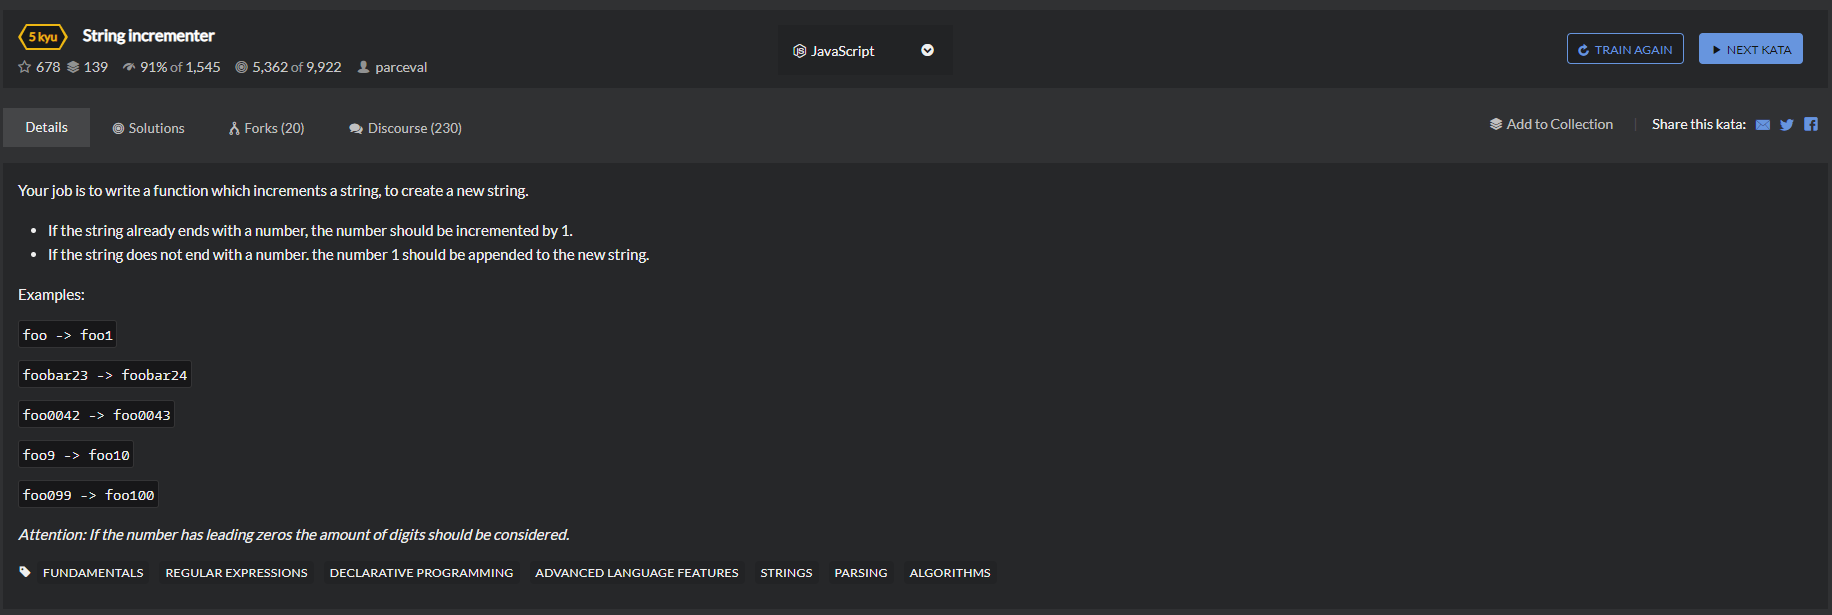 5 kyu String incrementer
678 139 91% of 1,545 5,362 of 9,922 parceval
JS JavaScript
TRAIN AGAIN NEXT KATA
Details Solutions Forks (20) Discourse (230)
Add to Collection Share this kata:
Your job is to write a function which increments a string, to create a new string.
• If the string already ends with a number, the number should be incremented by 1.
• If the string does not end with a number. the number 1 should be appended to the new string.
Examples:
foo -> foo1
foobar23 -> foobar24
foo0042 -> foo0043
foo9 -> foo10
foo099 -> foo100
Attention: If the number has leading zeros the amount of digits should be considered.
FUNDAMENTALS REGULAR EXPRESSIONS DECLARATIVE PROGRAMMING ADVANCED LANGUAGE FEATURES STRINGS PARSING ALGORITHMS